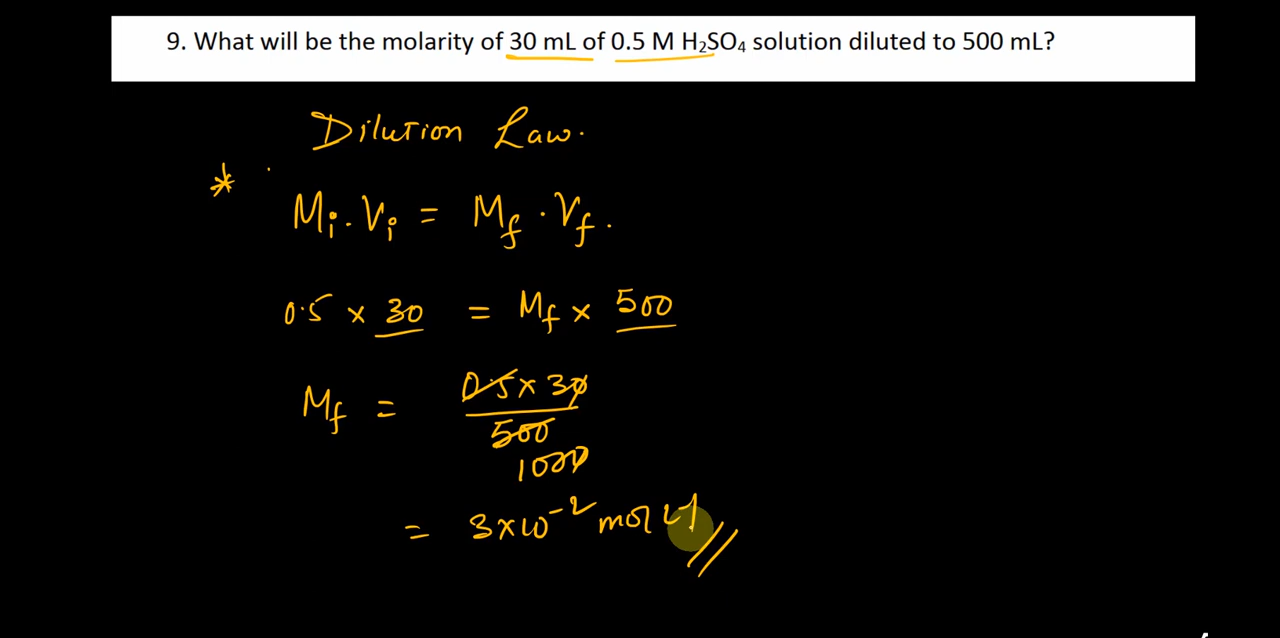 9. What will be the molarity of 30 mL of 0.5 M H₂SO₄ solution diluted to 500 mL?
Dilution Law.
*
Mi. Vi = Mf . Vf.
0.5 × 30 = Mf × 500
Mf = 0.5 × 30
500
1000
= 3×10⁻² mol L⁻¹